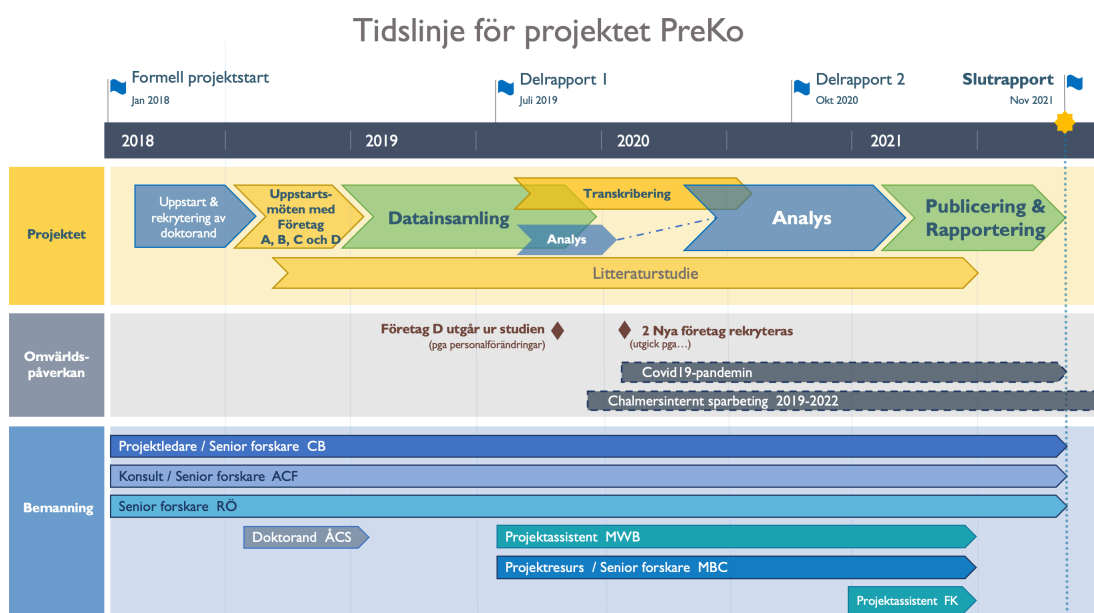 Tidslinje för projektet PreKo
Formell projektstart
Jan 2018
Delrapport 1
Juli 2019
Delrapport 2
Okt 2020
Slutrapport
Nov 2021
2018
2019
2020
2021
Projektet
Uppstart &
rekrytering av
doktorand
Uppstarts-
möten med
Företag
A, B, C och D
Datainsamling
Transkribering
Analys
Analys
Publicering &
Rapportering
Litteraturstudie
Omvärlds-
påverkan
Företag D utgår ur studien
(pga personalförändringar)
2 Nya företag rekryteras
(utgick pga...)
Covid19-pandemin
Chalmersinternt sparbeting 2019-2022
Bemanning
Projektledare / Senior forskare CB
Konsult / Senior forskare ACF
Senior forskare RÖ
Doktorand ÅCS
Projektassistent MWB
Projektresurs / Senior forskare MBC
Projektassistent FK